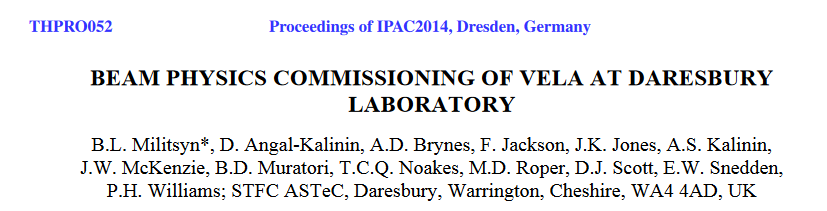 THPRO052 Proceedings of IPAC2014, Dresden, Germany
BEAM PHYSICS COMMISSIONING OF VELA AT DARESBURY
LABORATORY
B.L. Militsyn*, D. Angal-Kalinin, A.D. Brynes, F. Jackson, J.K. Jones, A.S. Kalinin,
J.W. McKenzie, B.D. Muratori, T.C.Q. Noakes, M.D. Roper, D.J. Scott, E.W. Snedden,
P.H. Williams; STFC ASTeC, Daresbury, Warrington, Cheshire, WA4 4AD, UK